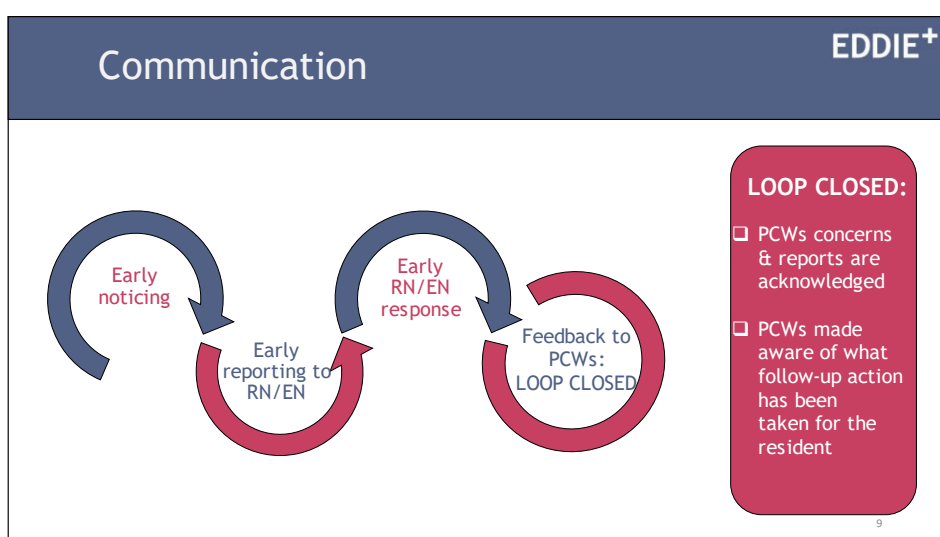 Communication
EDDIE+
Early
noticing
Early
reporting to
RN/EN
Early
RN/EN
response
Feedback to
PCWs:
LOOP CLOSED
LOOP CLOSED:
❑ PCWs concerns
& reports are
acknowledged
❑ PCWs made
aware of what
follow-up action
has been
taken for the
resident
9